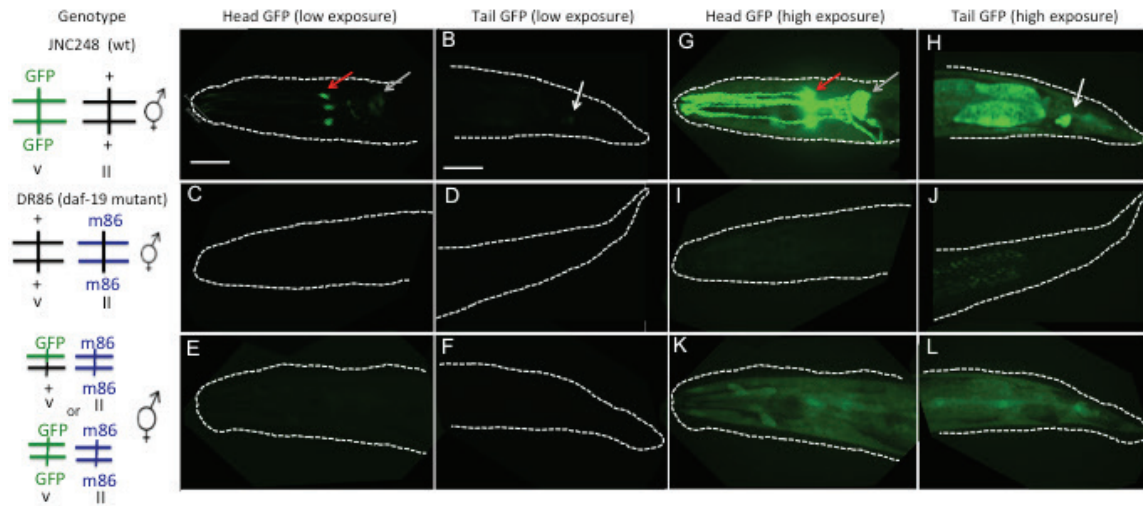 Genotype
Head GFP (low exposure)
Tail GFP (low exposure)
Head GFP (high exposure)
Tail GFP (high exposure)
JNC248 (wt)
GFP
+
GFP
+
V
II
A
B
G
H
DR86 (daf-19 mutant)
+
m86
+
m86
V
II
C
D
I
J
GFP
m86
+
m86
V
II
or
GFP
m86
GFP
m86
V
II
E
F
K
L